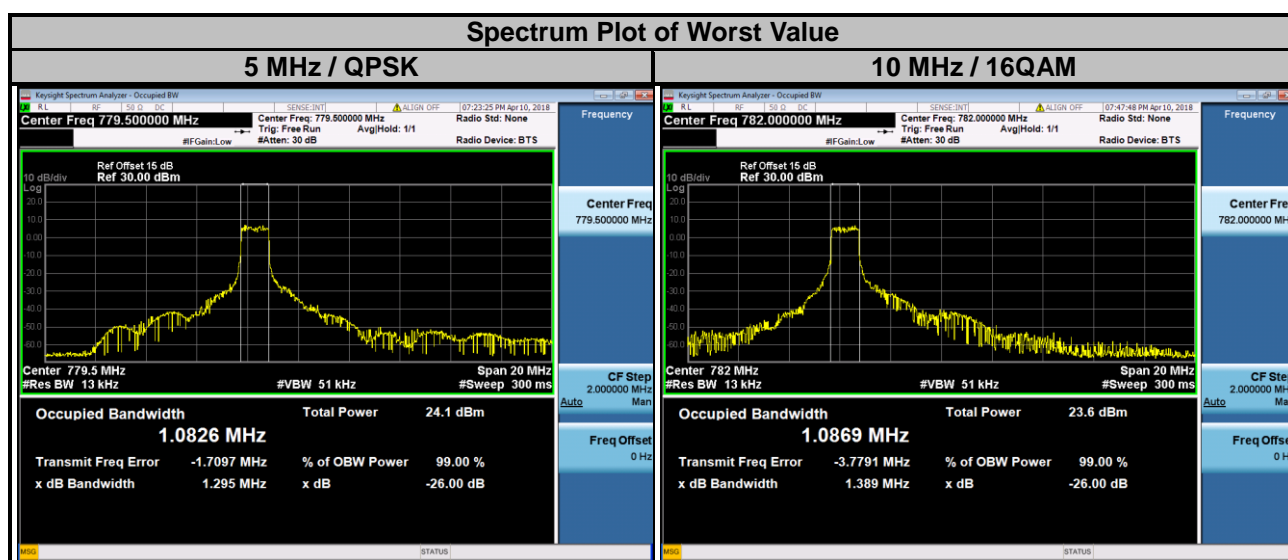 Spectrum Plot of Worst Value
5 MHz / QPSK
10 MHz / 16QAM
Keysight Spectrum Analyzer - Occupied BW
RL RF 50 Ω DC SENSE:INT ALIGN OFF 07:23:25 PM Apr 10, 2018
Center Freq 779.500000 MHz
Center Freq: 779.500000 MHz Radio Std: None
Trig: Free Run Avg|Hold: 1/1
#IFGain:Low #Atten: 30 dB Radio Device: BTS
Ref Offset 15 dB
10 dB/div Ref 30.00 dBm
Log
20.0
10.0
0.00
-10.0
-20.0
-30.0
-40.0
-50.0
-60.0
Center 779.5 MHz Span 20 MHz
#Res BW 13 kHz #VBW 51 kHz #Sweep 300 ms
Occupied Bandwidth Total Power 24.1 dBm
1.0826 MHz
Transmit Freq Error -1.7097 MHz % of OBW Power 99.00 %
x dB Bandwidth 1.295 MHz x dB -26.00 dB
MSG STATUS
Frequency
Center Freq
779.500000 MHz
CF Step
2.000000 MHz
Auto Man
Freq Offset
0 Hz
Keysight Spectrum Analyzer - Occupied BW
RL RF 50 Ω DC SENSE:INT ALIGN OFF 07:47:48 PM Apr 10, 2018
Center Freq 782.000000 MHz
Center Freq: 782.000000 MHz Radio Std: None
Trig: Free Run Avg|Hold: 1/1
#IFGain:Low #Atten: 30 dB Radio Device: BTS
Ref Offset 15 dB
10 dB/div Ref 30.00 dBm
Log
20.0
10.0
0.00
-10.0
-20.0
-30.0
-40.0
-50.0
-60.0
Center 782 MHz Span 20 MHz
#Res BW 13 kHz #VBW 51 kHz #Sweep 300 ms
Occupied Bandwidth Total Power 23.6 dBm
1.0869 MHz
Transmit Freq Error -3.7791 MHz % of OBW Power 99.00 %
x dB Bandwidth 1.389 MHz x dB -26.00 dB
MSG STATUS
Frequency
Center Fre
782.000000 MH
CF Ste
2.000000 MH
Auto Ma
Freq Offse
0 H